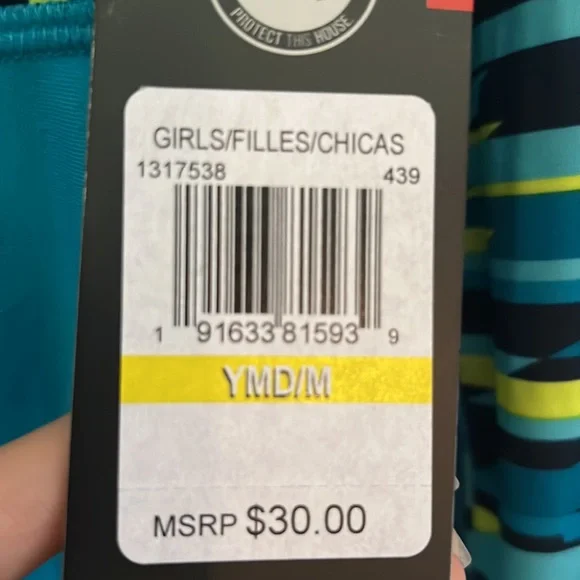 PROTECT THIS HOUSE.
GIRLS/FILLES/CHICAS
1317538 439
1 91633 81593 9
YMD/M
MSRP $30.00